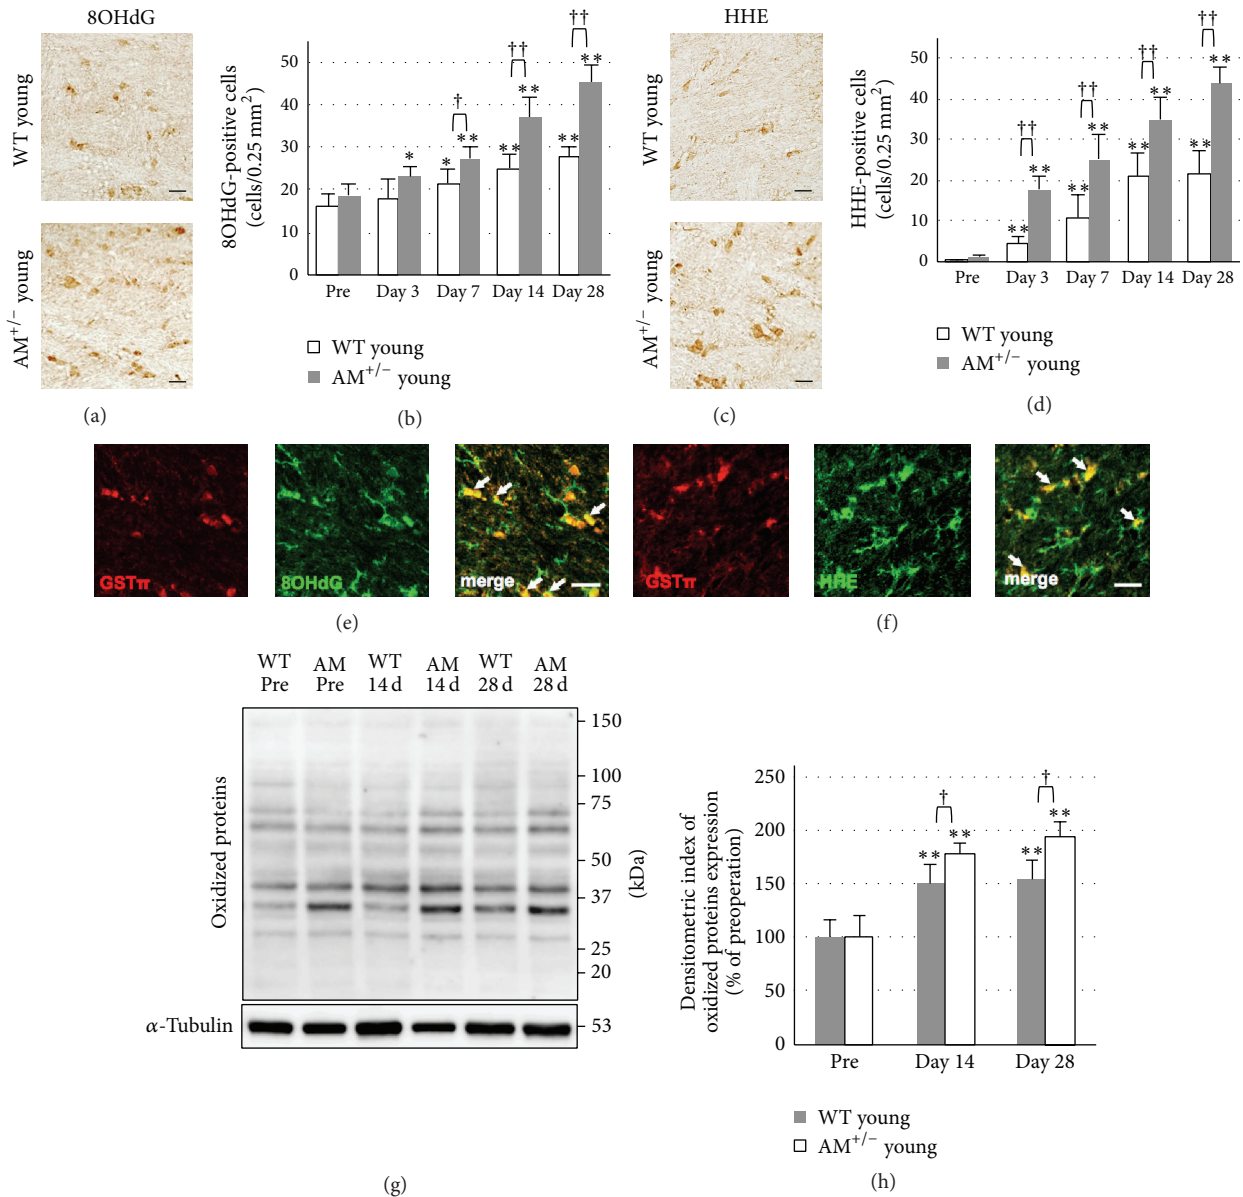 8OHdG
WT young
AM+/− young
(a)
8OHdG-positive cells
(cells/0.25 mm2)
50
40
30
20
10
0
††
††
†
**
**
**
**
**
*
*
Pre Day 3 Day 7 Day 14 Day 28
WT young
AM+/− young
(b)
HHE
WT young
AM+/− young
(c)
HHE-positive cells
(cells/0.25 mm2)
50
40
30
20
10
0
††
††
††
††
**
**
**
**
**
**
**
**
Pre Day 3 Day 7 Day 14 Day 28
WT young
AM+/− young
(d)
GSTπ 8OHdG merge
(e)
GSTπ HHE merge
(f)
WT AM WT AM WT AM
Pre Pre 14 d 14 d 28 d 28 d
Oxidized proteins
150
100
75
50
37
25
20
(kDa)
α-Tubulin 53
(g)
Densitometric index of
oxidized proteins expression
(% of preoperation)
250
200
150
100
50
0
†
†
**
**
**
**
Pre Day 14 Day 28
WT young
AM+/− young
(h)